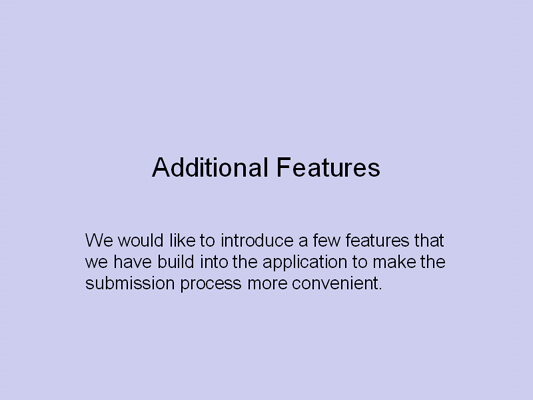 Additional Features
We would like to introduce a few features that
we have build into the application to make the
submission process more convenient.